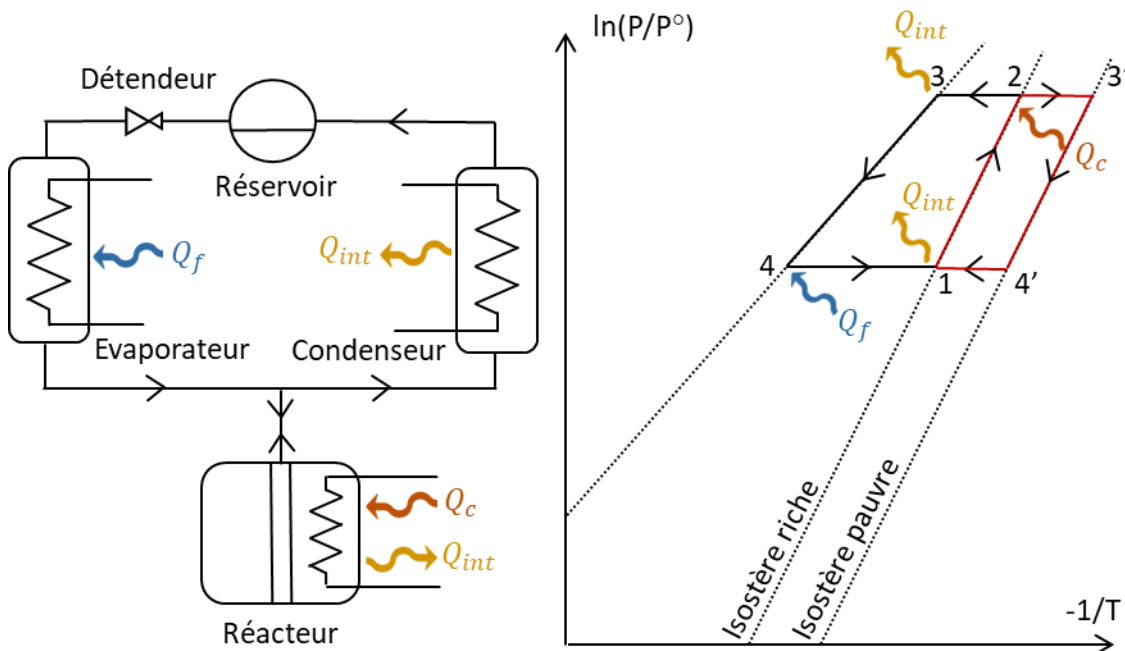 Détendeur
Réservoir
Q_f
Q_int
Evaporateur
Condenseur
Q_c
Q_int
Réacteur
ln(P/P°)
Q_int
3
2
3'
Q_c
Q_int
4
1
4'
Q_f
Isostère riche
Isostère pauvre
-1/T